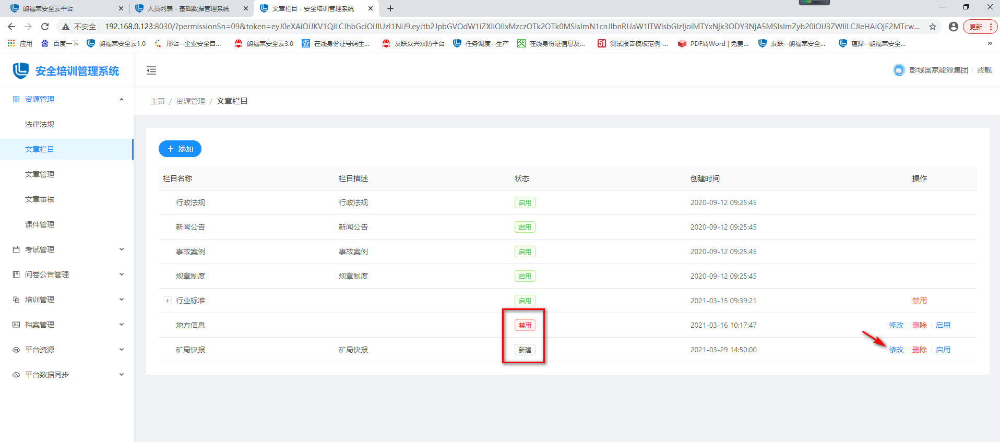 朗福莱安全云平台
人员列表 - 基础数据管理系统
文章栏目 - 安全培训管理系统
更新
不安全
192.168.0.123:8030/?permissionSn=09&token=eyJ0eXAiOiJKV1QiLCJhbGciOiJIUzI1NiJ9.eyJtb2JpbGVOdW1iZXIiOiIxMzczOTk2OTk0MSIsImN1cnJlbnRUaW1lTWlsbGlzIjoiMTYxNjk3ODY3NjA5MSIsImZyb20iOiJ3ZWIiLCJleHAiOjE2MTcw...
应用
百度一下
朗福莱安全云1.0
邢台--企业安全自...
朗福莱安全云3.0
在线身份证号码生...
友联众兴双防平台
任务调度--生产
在线身份证信息及...
测试报告模板范例-...
PDF转Word | 免费...
友联--朗福莱安全...
蕴鼎--朗福莱安全...
»
安全培训管理系统
彭城国家能源集团
戎靓
资源管理
法律法规
文章栏目
文章管理
文章审核
课件管理
考试管理
问卷公告管理
培训管理
档案管理
平台资源
平台数据同步
主页 / 资源管理 / 文章栏目
+ 添加
栏目名称 栏目描述 状态 创建时间 操作
行政法规 行政法规 启用 2020-09-12 09:25:45
新闻公告 新闻公告 启用 2020-09-12 09:25:45
事故案例 事故案例 启用 2020-09-12 09:25:45
规章制度 规章制度 启用 2020-09-12 09:25:45
+ 行业标准 启用 2021-03-15 09:39:21 禁用
地方信息 禁用 2021-03-16 10:17:47 修改 删除 启用
矿局快报 矿局快报 新建 2021-03-29 14:50:00 修改 删除 启用